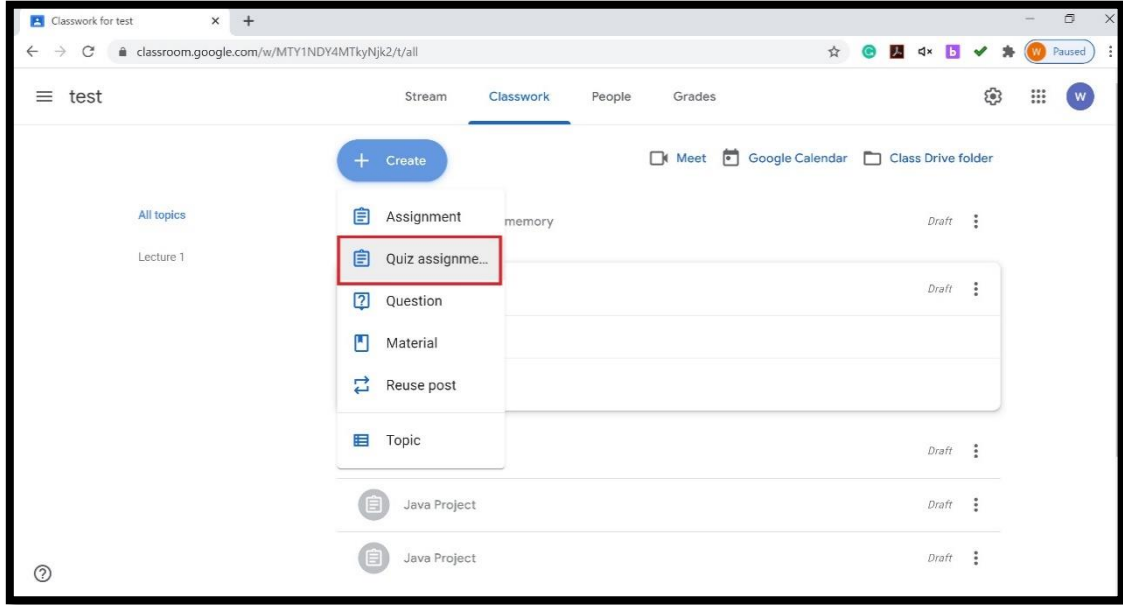 Classwork for test
classroom.google.com/w/MTY1NDY4MTkyNjk2/t/all
W Paused
test
Stream Classwork People Grades
W
Create
Meet Google Calendar Class Drive folder
All topics
Lecture 1
Assignment
memory Draft
Quiz assignme...
Draft
Question
Material
Reuse post
Topic
Draft
Java Project Draft
Java Project Draft